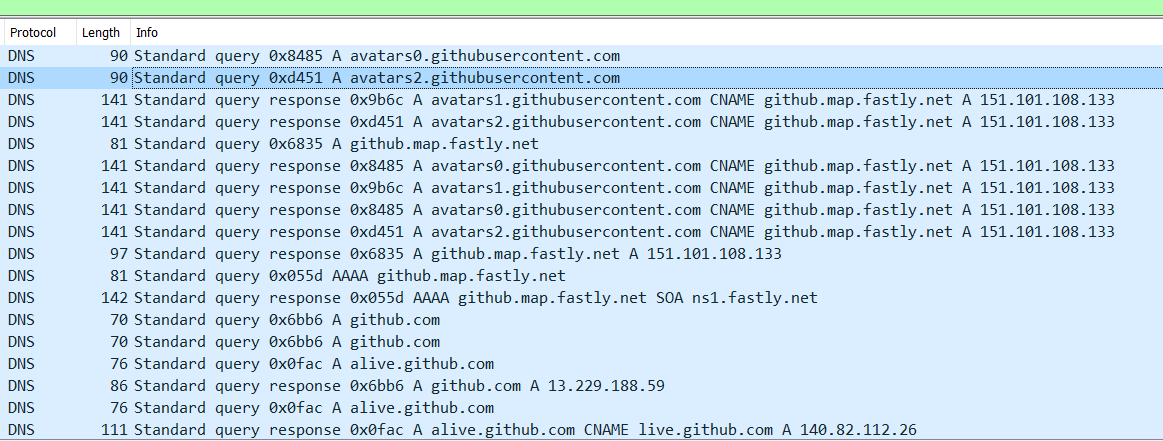 Protocol Length Info
DNS 90 Standard query 0x8485 A avatars0.githubusercontent.com
DNS 90 Standard query 0xd451 A avatars2.githubusercontent.com
DNS 141 Standard query response 0x9b6c A avatars1.githubusercontent.com CNAME github.map.fastly.net A 151.101.108.133
DNS 141 Standard query response 0xd451 A avatars2.githubusercontent.com CNAME github.map.fastly.net A 151.101.108.133
DNS 81 Standard query 0x6835 A github.map.fastly.net
DNS 141 Standard query response 0x8485 A avatars0.githubusercontent.com CNAME github.map.fastly.net A 151.101.108.133
DNS 141 Standard query response 0x9b6c A avatars1.githubusercontent.com CNAME github.map.fastly.net A 151.101.108.133
DNS 141 Standard query response 0x8485 A avatars0.githubusercontent.com CNAME github.map.fastly.net A 151.101.108.133
DNS 141 Standard query response 0xd451 A avatars2.githubusercontent.com CNAME github.map.fastly.net A 151.101.108.133
DNS 97 Standard query response 0x6835 A github.map.fastly.net A 151.101.108.133
DNS 81 Standard query 0x055d AAAA github.map.fastly.net
DNS 142 Standard query response 0x055d AAAA github.map.fastly.net SOA ns1.fastly.net
DNS 70 Standard query 0x6bb6 A github.com
DNS 70 Standard query 0x6bb6 A github.com
DNS 76 Standard query 0x0fac A alive.github.com
DNS 86 Standard query response 0x6bb6 A github.com A 13.229.188.59
DNS 76 Standard query 0x0fac A alive.github.com
DNS 111 Standard query response 0x0fac A alive.github.com CNAME live.github.com A 140.82.112.26